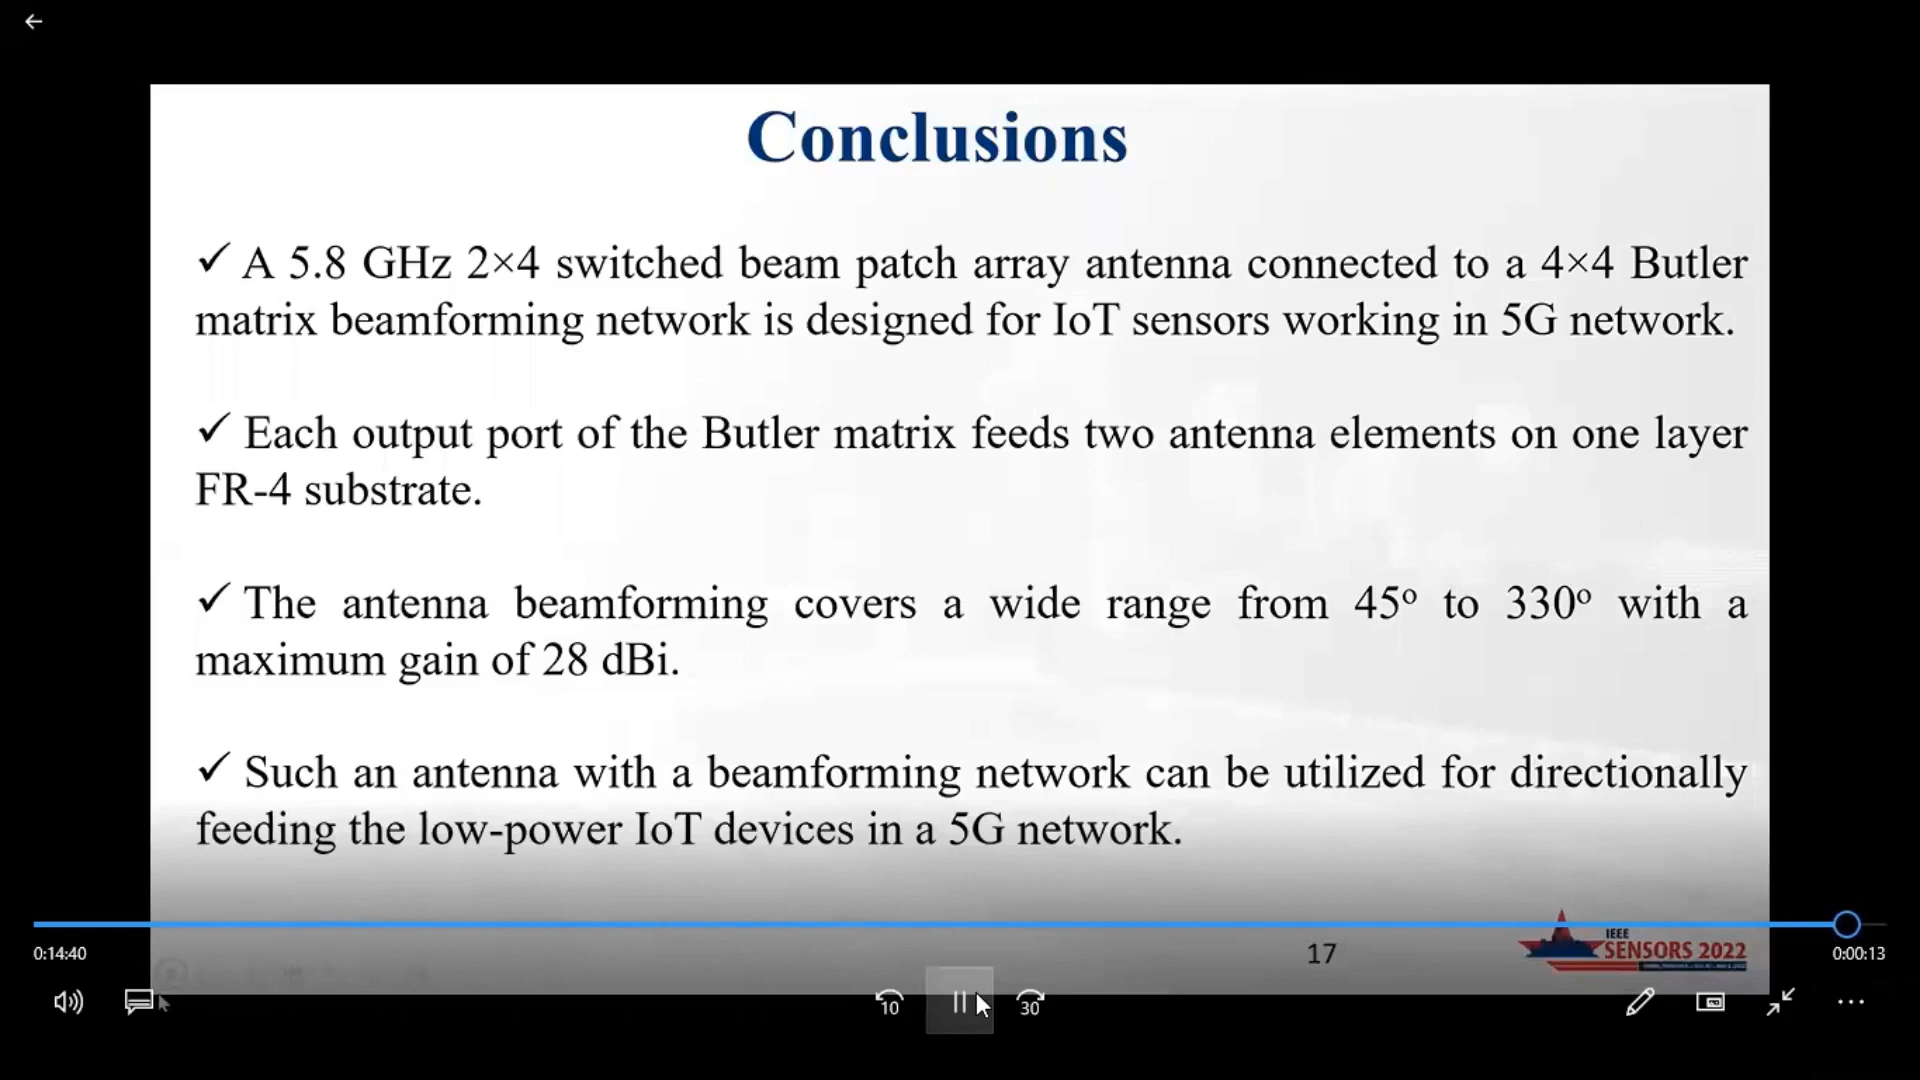 Conclusions
✓ A 5.8 GHz 2×4 switched beam patch array antenna connected to a 4×4 Butler
matrix beamforming network is designed for IoT sensors working in 5G network.
✓ Each output port of the Butler matrix feeds two antenna elements on one layer
FR-4 substrate.
✓ The antenna beamforming covers a wide range from 45º to 330º with a
maximum gain of 28 dBi.
✓ Such an antenna with a beamforming network can be utilized for directionally
feeding the low-power IoT devices in a 5G network.
17
IEEE
SENSORS 2022
0:14:40
0:00:13
10
30